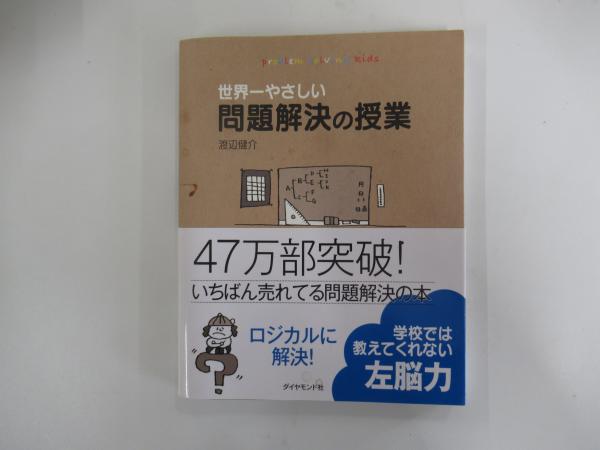 problem solving kids
世界一やさしい
問題解決の授業
渡辺健介
A
B
C
D
E
F
G
47万部突破!
いちばん売れてる問題解決の本
ロジカルに
解決!
学校では
教えてくれない
左脳力
ダイヤモンド社